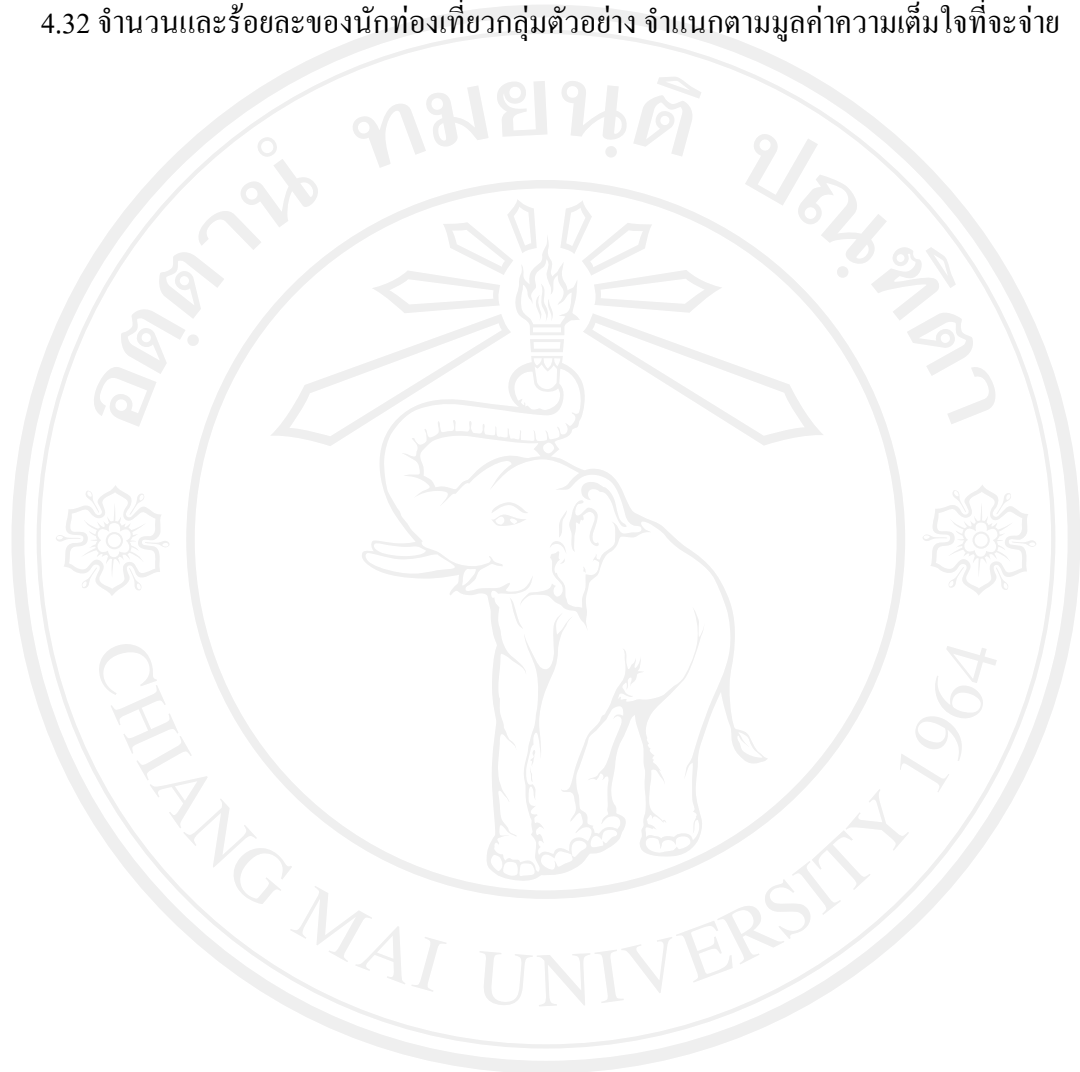 4.32 จำนวนและร้อยละของนักท่องเที่ยวกลุ่มตัวอย่าง จำแนกตามมูลค่าความเต็มใจที่จะจ่าย
อตฺตานํ ทมยนฺติ ปณฺฑิตา
CHIANG MAI UNIVERSITY 1964